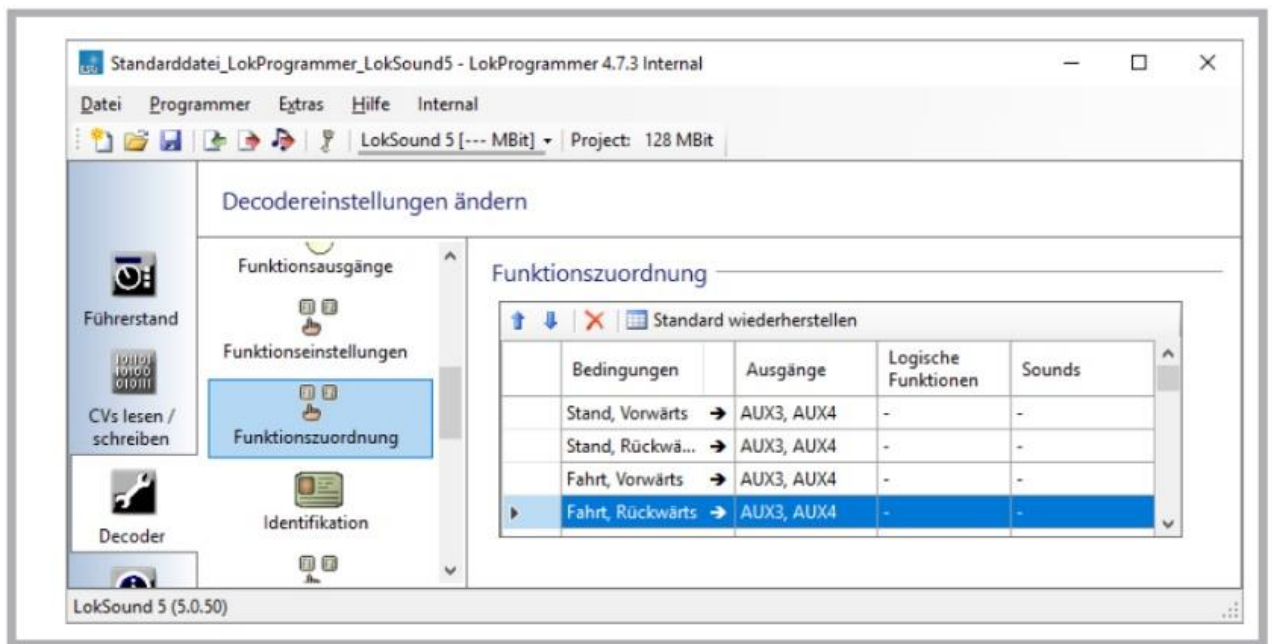 Standarddatei_LokProgrammer_LokSound5 - LokProgrammer 4.7.3 Internal
Datei Programmer Extras Hilfe Internal
LokSound 5 [--- MBit] Project: 128 MBit
Decodereinstellungen ändern
Führerstand
CVs lesen /
schreiben
Decoder
Funktionsausgänge
Funktionseinstellungen
Funktionszuordnung
Identifikation
Funktionszuordnung
Standard wiederherstellen
Bedingungen Ausgänge Logische Funktionen Sounds
Stand, Vorwärts ➔ AUX3, AUX4 - -
Stand, Rückwä... ➔ AUX3, AUX4 - -
Fahrt, Vorwärts ➔ AUX3, AUX4 - -
Fahrt, Rückwärts ➔ AUX3, AUX4 - -
LokSound 5 (5.0.50)